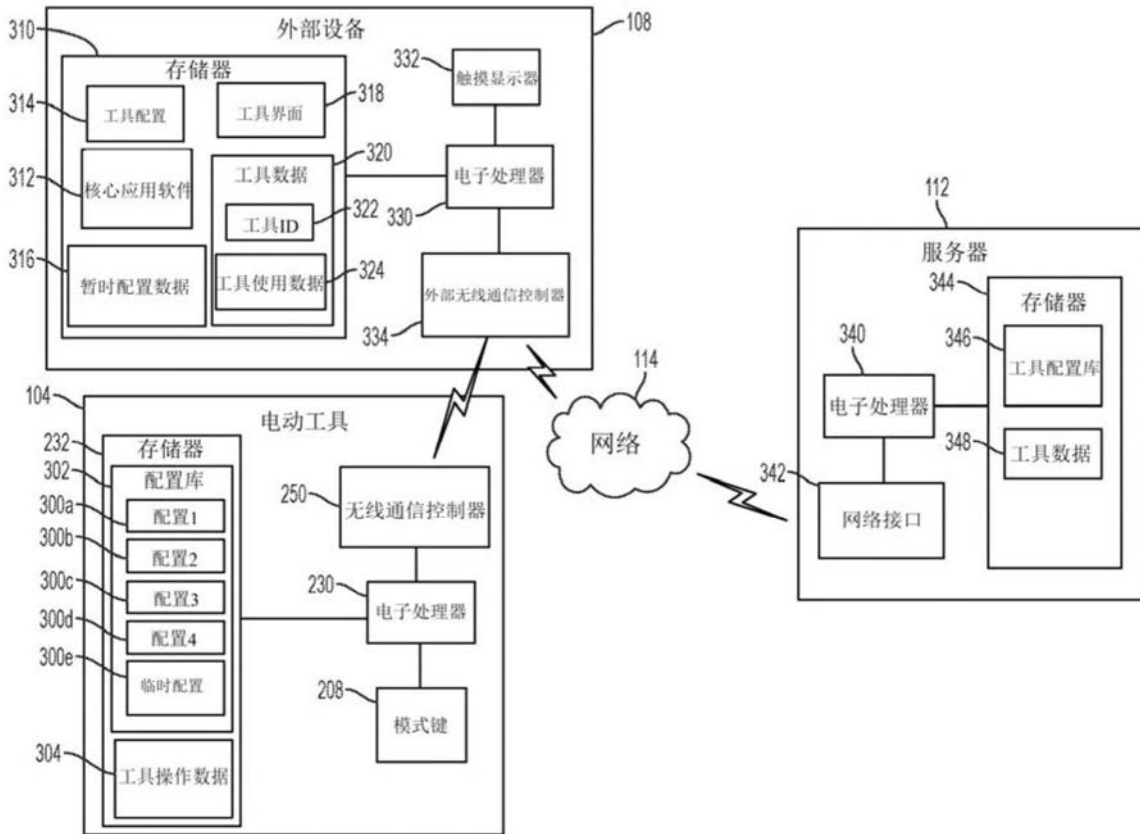 外部设备
108
310
存储器
332
触摸显示器
314
工具配置
工具界面
318
312
核心应用软件
320
工具数据
电子处理器
330
工具ID
322
316
暂时配置数据
工具使用数据
324
外部无线通信控制器
334
112
服务器
344
存储器
346
工具配置库
340
电子处理器
348
工具数据
342
网络接口
114
网络
104
电动工具
232
存储器
302
配置库
300a
配置1
300b
配置2
300c
配置3
300d
配置4
300e
临时配置
304
工具操作数据
250
无线通信控制器
230
电子处理器
208
模式键